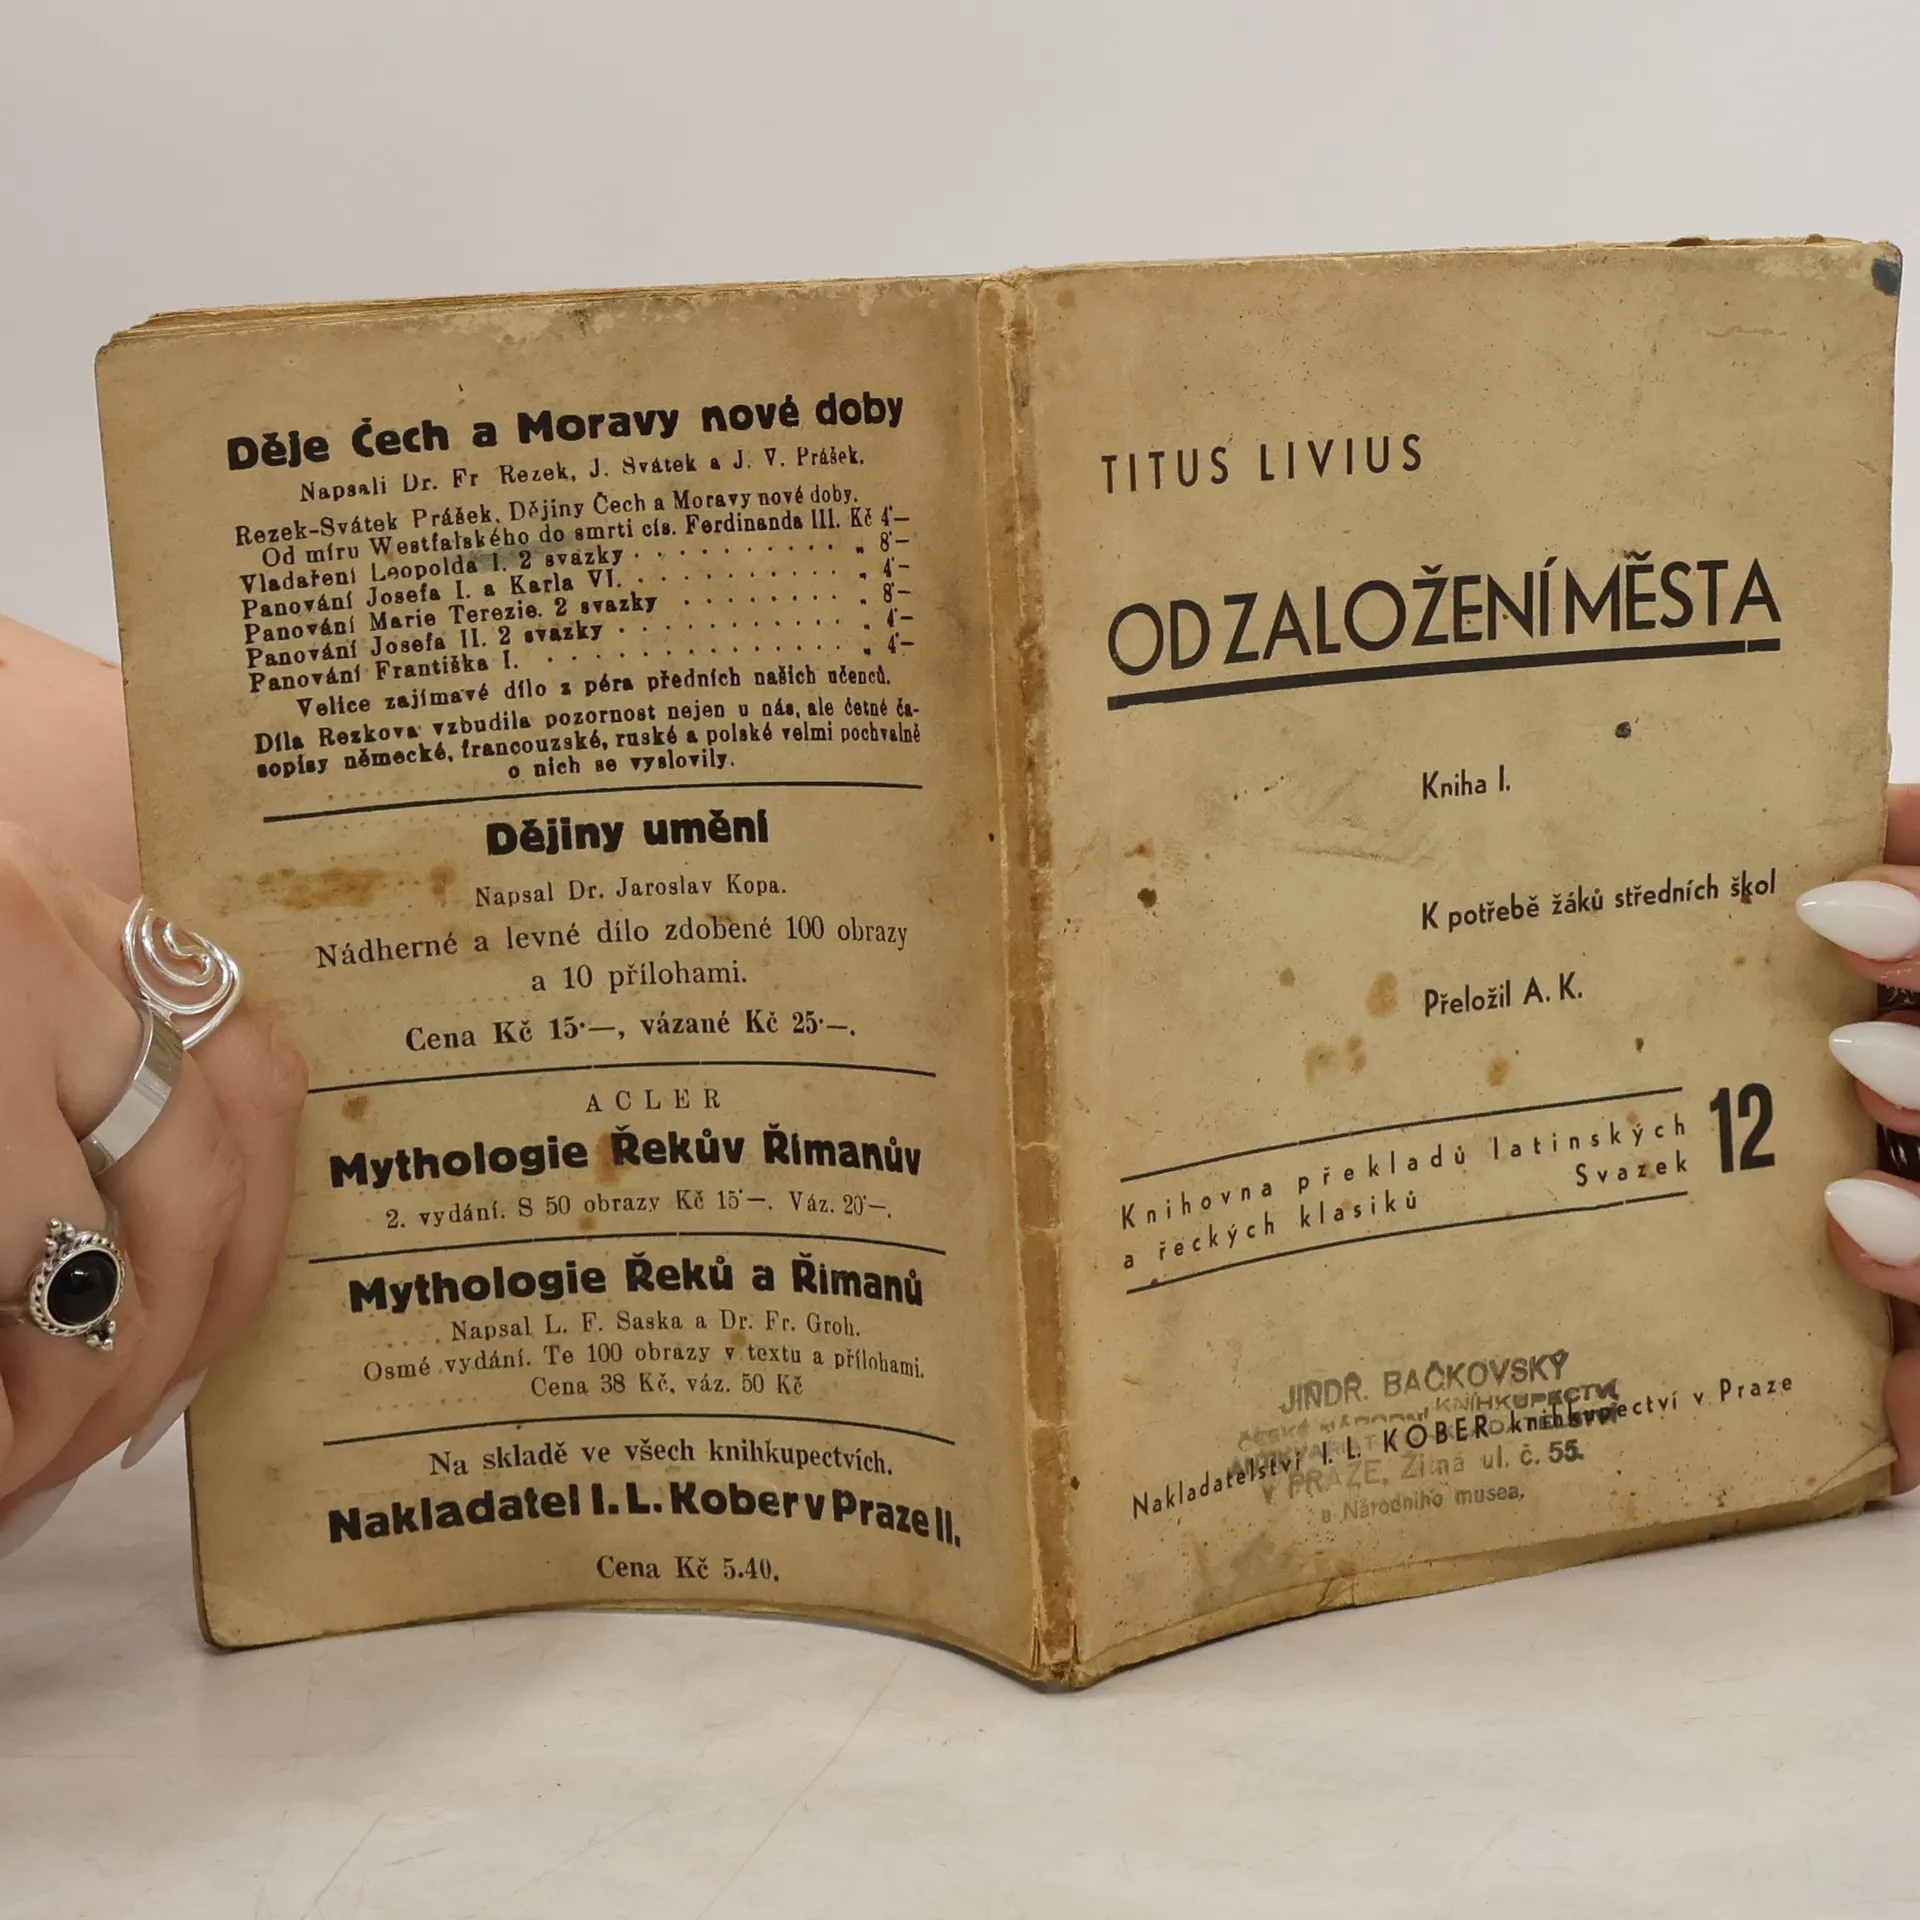 Děje Čech a Moravy nové doby
Napsali Dr. Fr Rezek, J. Svátek a J. V. Prášek.
Rezek-Svátek Prášek, Dějiny Čech a Moravy nové doby.
Od míru Westfalského do smrti cís. Ferdinanda III. Kč 4·—
Vladaření Leopolda I. 2 svazky . . . . . . . . . . „ 8·—
Panování Josefa I. a Karla VI. . . . . . . . . . . „ 4·—
Panování Marie Terezie. 2 svazky . . . . . . . . „ 8·—
Panování Josefa II. 2 svazky . . . . . . . . . . . „ 4·—
Panování Františka I. . . . . . . . . . . . . . . „ 4·—
Velice zajímavé dílo z péra předních našich učenců.
Díla Rezkova vzbudila pozornost nejen u nás, ale četné ča-
sopisy německé, francouzské, ruské a polské velmi pochvalně
o nich se vyslovily.
Dějiny umění
Napsal Dr. Jaroslav Kopa.
Nádherné a levné dílo zdobené 100 obrazy
a 10 přílohami.
Cena Kč 15·—, vázané Kč 25·—.
ACLER
Mythologie Řekův Římanův
2. vydání. S 50 obrazy Kč 15·—. Váz. 20·—.
Mythologie Řeků a Římanů
Napsal L. F. Saska a Dr. Fr. Groh.
Osmé vydání. Te 100 obrazy v textu a přílohami.
Cena 38 Kč, váz. 50 Kč
Na skladě ve všech knihkupectvích.
Nakladatel I. L. Kober v Praze II.
Cena Kč 5.40.
TITUS LIVIUS
OD ZALOŽENÍ MĚSTA
Kniha I.
K potřebě žáků středních škol
Přeložil A. K.
Knihovna překladů latinských
a řeckých klasiků Svazek 12
JINDR. BAČKOVSKÝ
ČESKÉ NÁRODNÍ KNIHKUPECTVÍ
Nakladatelství I. L. KOBER knihkupectví v Praze
V PRAZE, Žitná ul. č. 55.
u Národního musea.